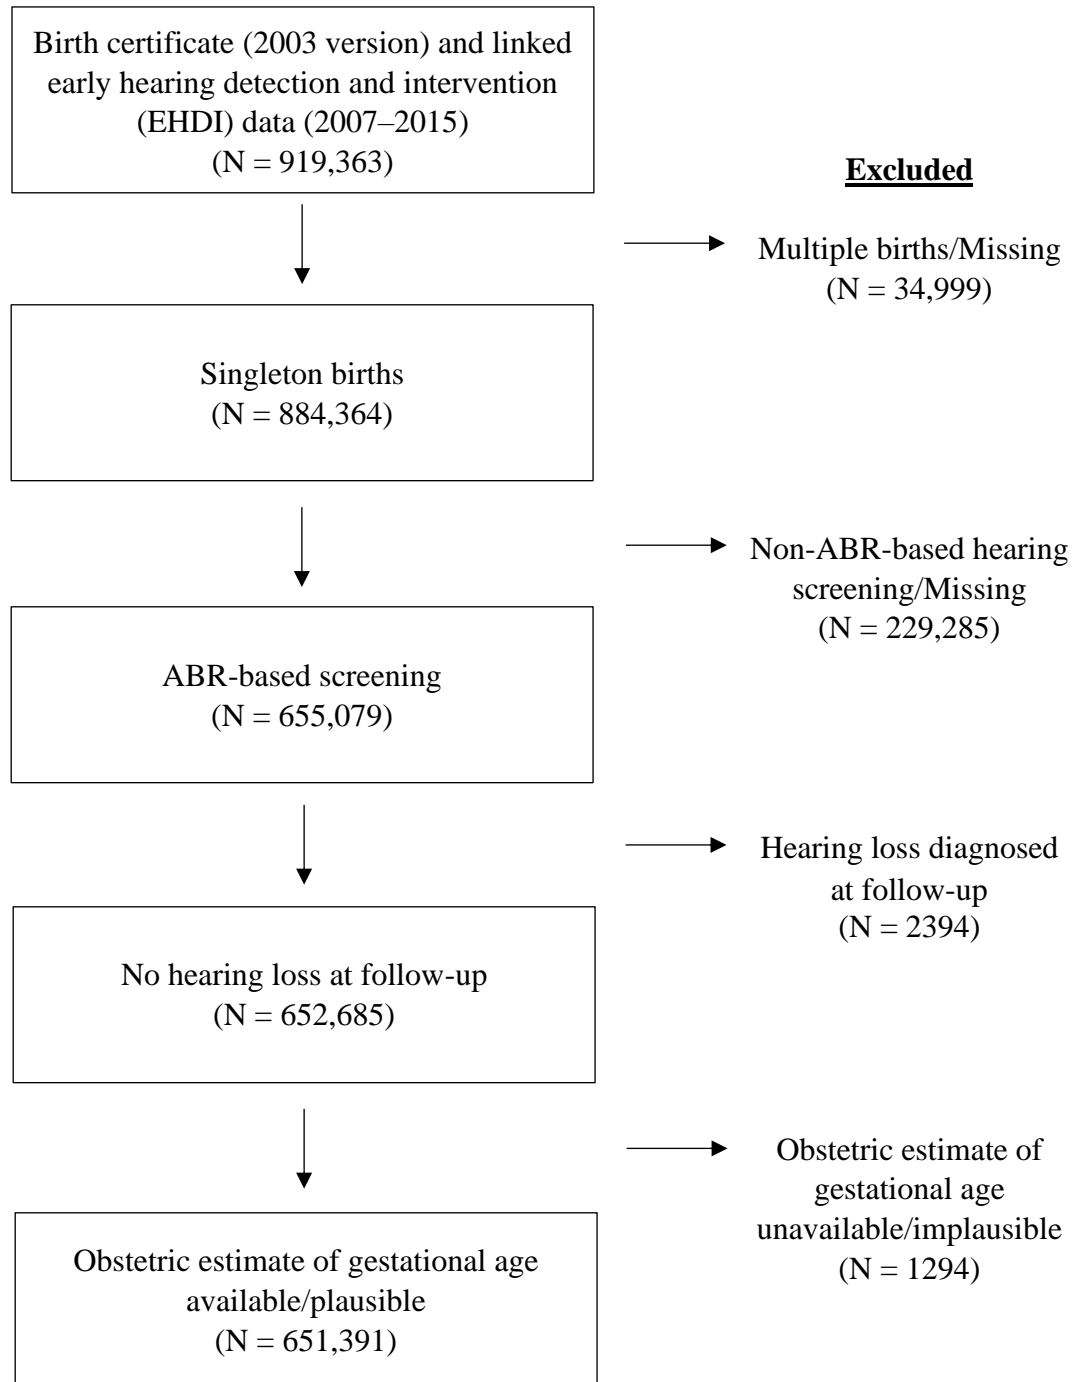 Birth certificate (2003 version) and linked
early hearing detection and intervention
(EHDI) data (2007–2015)
(N = 919,363)
Excluded
Multiple births/Missing
(N = 34,999)
Singleton births
(N = 884,364)
Non-ABR-based hearing
screening/Missing
(N = 229,285)
ABR-based screening
(N = 655,079)
Hearing loss diagnosed
at follow-up
(N = 2394)
No hearing loss at follow-up
(N = 652,685)
Obstetric estimate of
gestational age
unavailable/implausible
(N = 1294)
Obstetric estimate of gestational age
available/plausible
(N = 651,391)